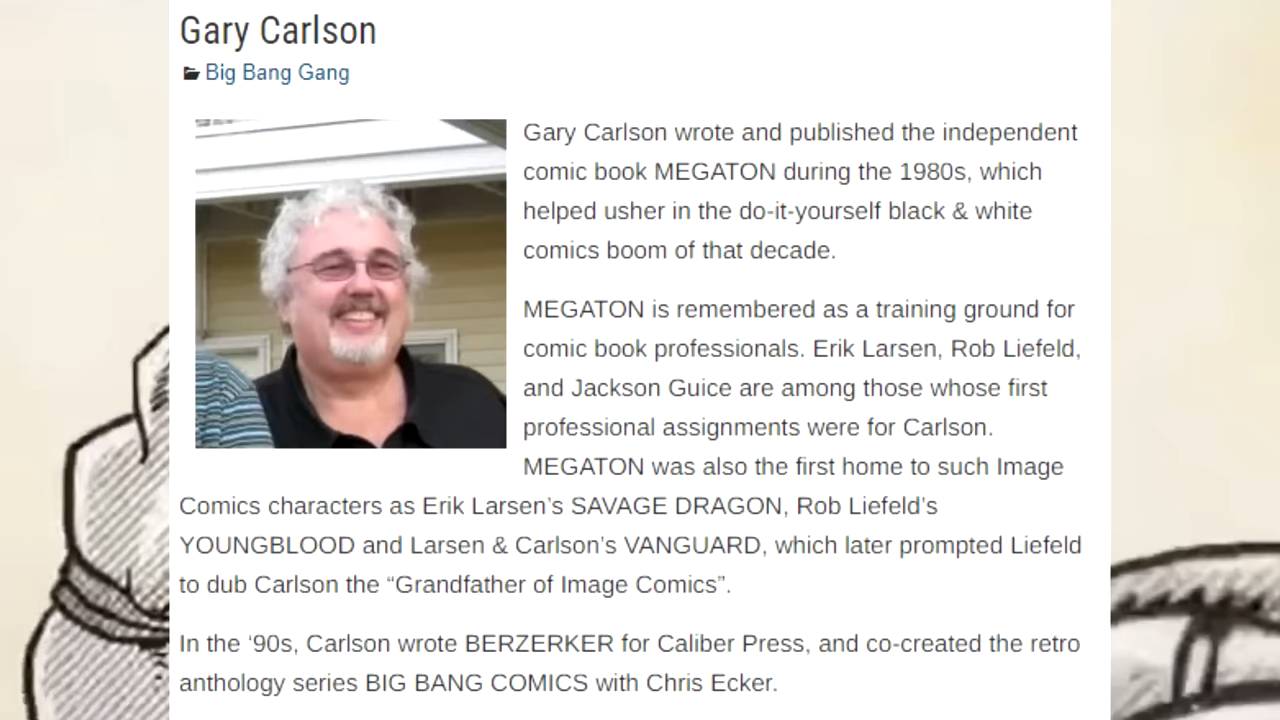 Gary Carlson
Big Bang Gang
Gary Carlson wrote and published the independent
comic book MEGATON during the 1980s, which
helped usher in the do-it-yourself black & white
comics boom of that decade.
MEGATON is remembered as a training ground for
comic book professionals. Erik Larsen, Rob Liefeld,
and Jackson Guice are among those whose first
professional assignments were for Carlson.
MEGATON was also the first home to such Image
Comics characters as Erik Larsen’s SAVAGE DRAGON, Rob Liefeld’s
YOUNGBLOOD and Larsen & Carlson’s VANGUARD, which later prompted Liefeld
to dub Carlson the “Grandfather of Image Comics”.
In the ‘90s, Carlson wrote BERZERKER for Caliber Press, and co-created the retro
anthology series BIG BANG COMICS with Chris Ecker.